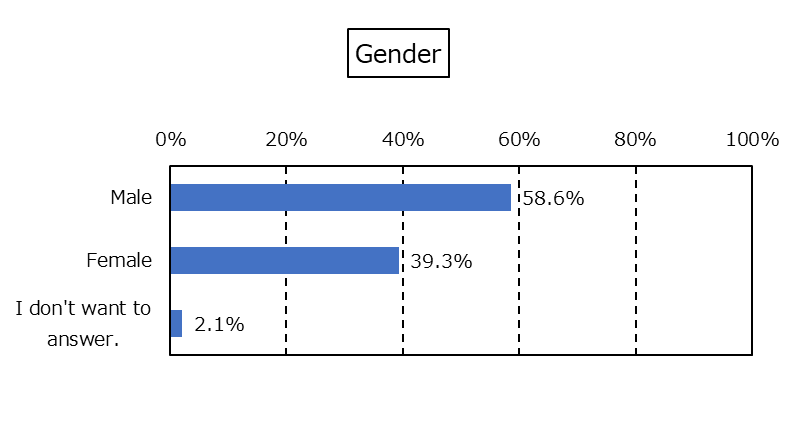 Gender
0% 20% 40% 60% 80% 100%
Male 58.6%
Female 39.3%
I don't want to
answer. 2.1%